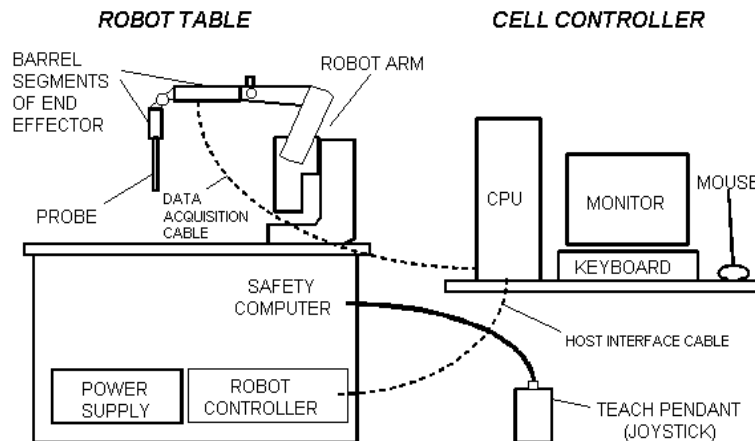 ROBOT TABLE
CELL CONTROLLER
BARREL
SEGMENTS
OF END
EFFECTOR
ROBOT ARM
PROBE
DATA
ACQUISITION
CABLE
CPU
MONITOR
MOUSE
KEYBOARD
SAFETY
COMPUTER
HOST INTERFACE CABLE
POWER
SUPPLY
ROBOT
CONTROLLER
TEACH PENDANT
(JOYSTICK)